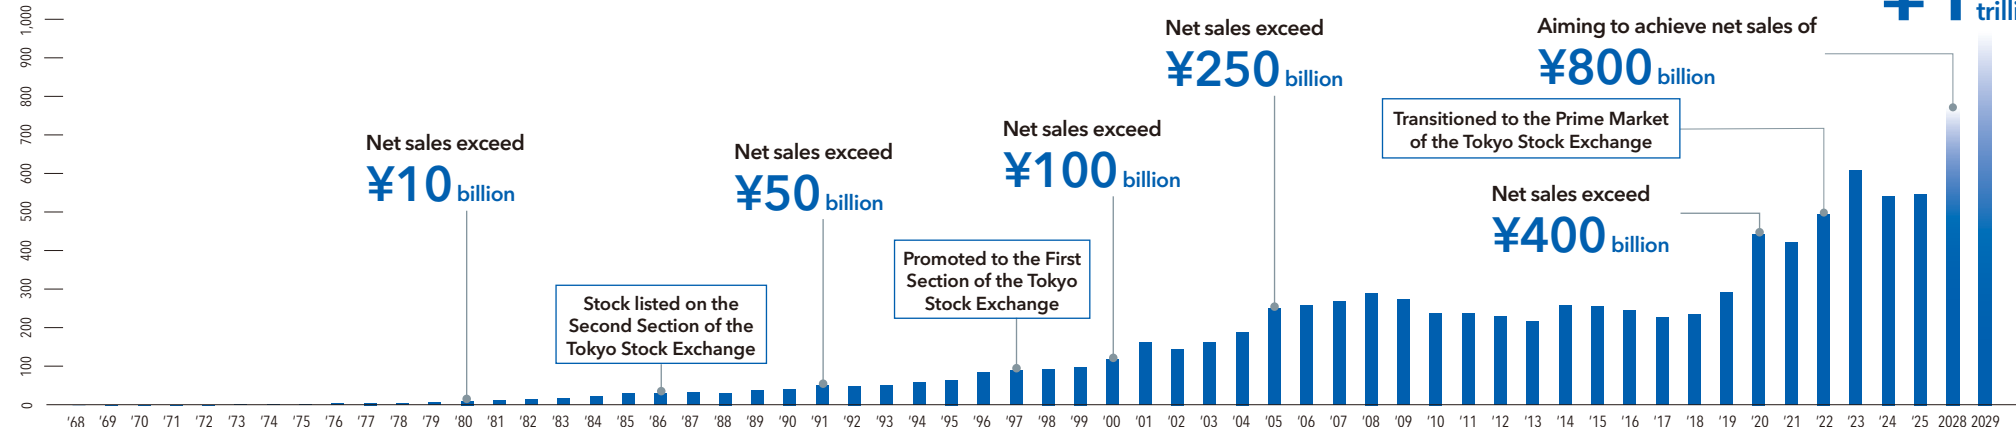 1,000
900
800
700
600
500
400
300
200
100
0
Net sales exceed
¥10 billion
Stock listed on the
Second Section of the
Tokyo Stock Exchange
Net sales exceed
¥50 billion
Promoted to the First
Section of the Tokyo
Stock Exchange
Net sales exceed
¥100 billion
Net sales exceed
¥250 billion
Transitioned to the Prime Market
of the Tokyo Stock Exchange
Net sales exceed
¥400 billion
Aiming to achieve net sales of
¥800 billion
'68 '69 '70 '71 '72 '73 '74 '75 '76 '77 '78 '79 '80 '81 '82 '83 '84 '85 '86 '87 '88 '89 '90 '91 '92 '93 '94 '95 '96 '97 '98 '99 '00 '01 '02 '03 '04 '05 '06 '07 '08 '09 '10 '11 '12 '13 '14 '15 '16 '17 '18 '19 '20 '21 '22 '23 '24 '25 2028 2029